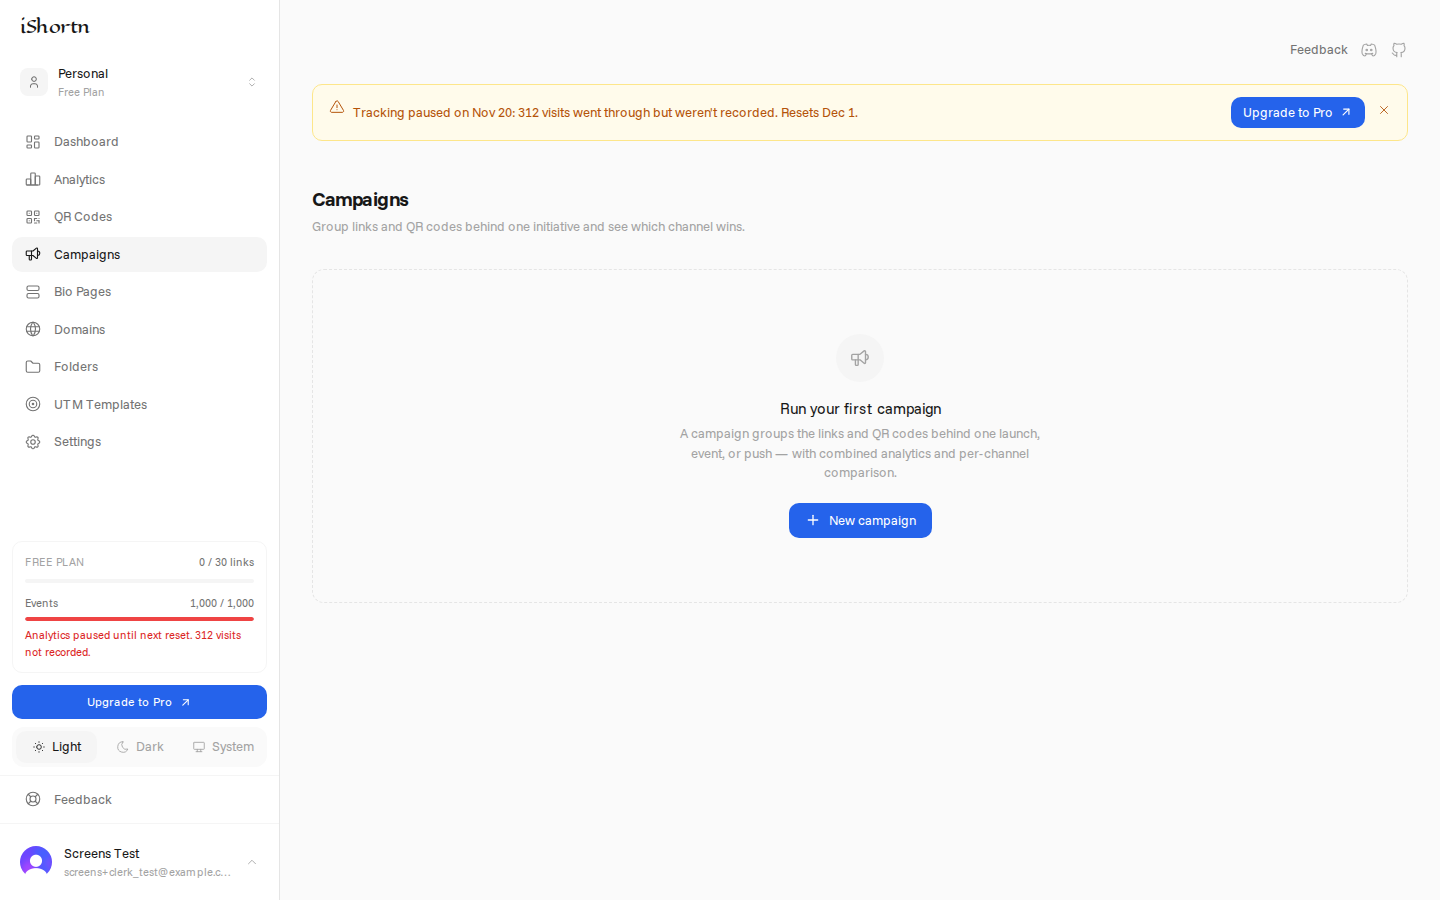 iShortn
Personal
Free Plan
Dashboard
Analytics
QR Codes
Campaigns
Bio Pages
Domains
Folders
UTM Templates
Settings
FREE PLAN 0 / 30 links
Events 1,000 / 1,000
Analytics paused until next reset. 312 visits
not recorded.
Upgrade to Pro
Light Dark System
Feedback
Screens Test
screens+clerk_test@example.c...
Feedback
Tracking paused on Nov 20: 312 visits went through but weren't recorded. Resets Dec 1.
Upgrade to Pro
Campaigns
Group links and QR codes behind one initiative and see which channel wins.
Run your first campaign
A campaign groups the links and QR codes behind one launch,
event, or push — with combined analytics and per-channel
comparison.
New campaign